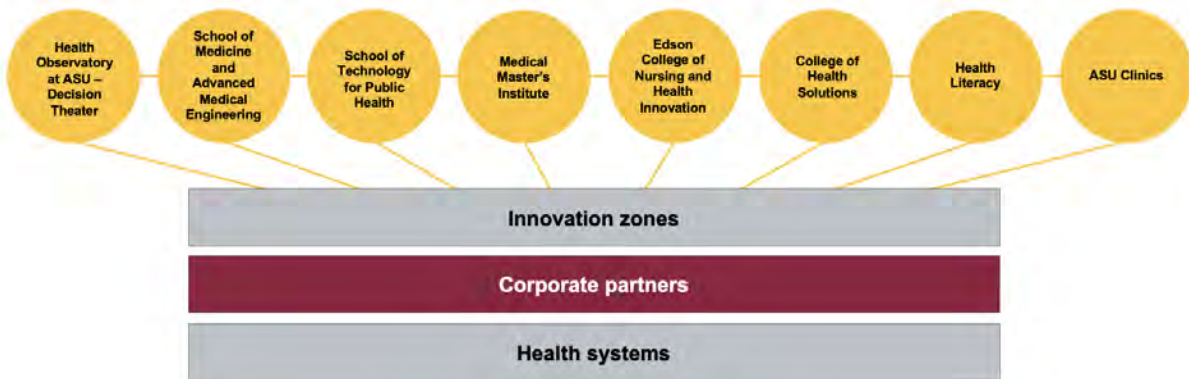 Health
Observatory
at ASU –
Decision
Theater
School of
Medicine
and
Advanced
Medical
Engineering
School of
Technology
for Public
Health
Medical
Master's
Institute
Edson
College of
Nursing and
Health
Innovation
College of
Health
Solutions
Health
Literacy
ASU Clinics
Innovation zones
Corporate partners
Health systems